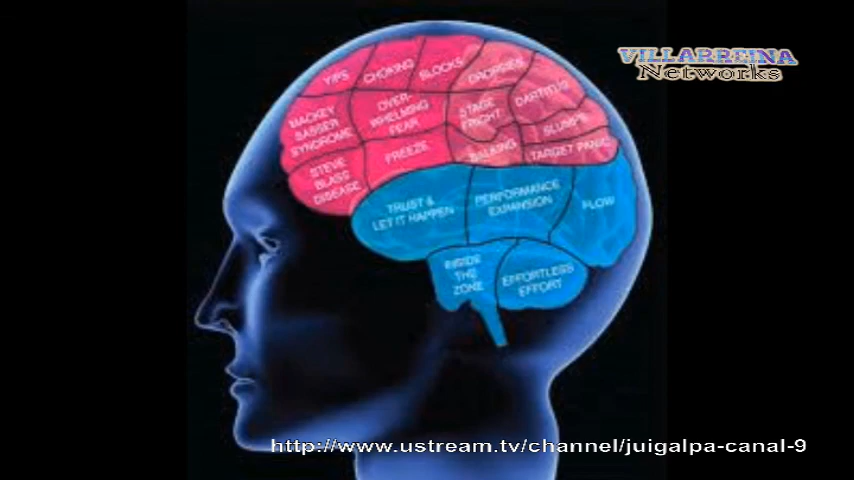 VILLARREINA
Networks
YIPS
CHOKING
BLOCKS
DARTITIS
MACKEY
SASSER
SYNDROME
OVER-
WHELMING
FEAR
STAGE
FRIGHT
SLUMPS
STEVE
BLASS
DISEASE
FREEZE
BALKING
TARGET PANIC
TRUST &
LET IT HAPPEN
PERFORMANCE
EXPANSION
FLOW
INSIDE
THE
ZONE
EFFORTLESS
EFFORT
http://www.ustream.tv/channel/juigalpa-canal-9